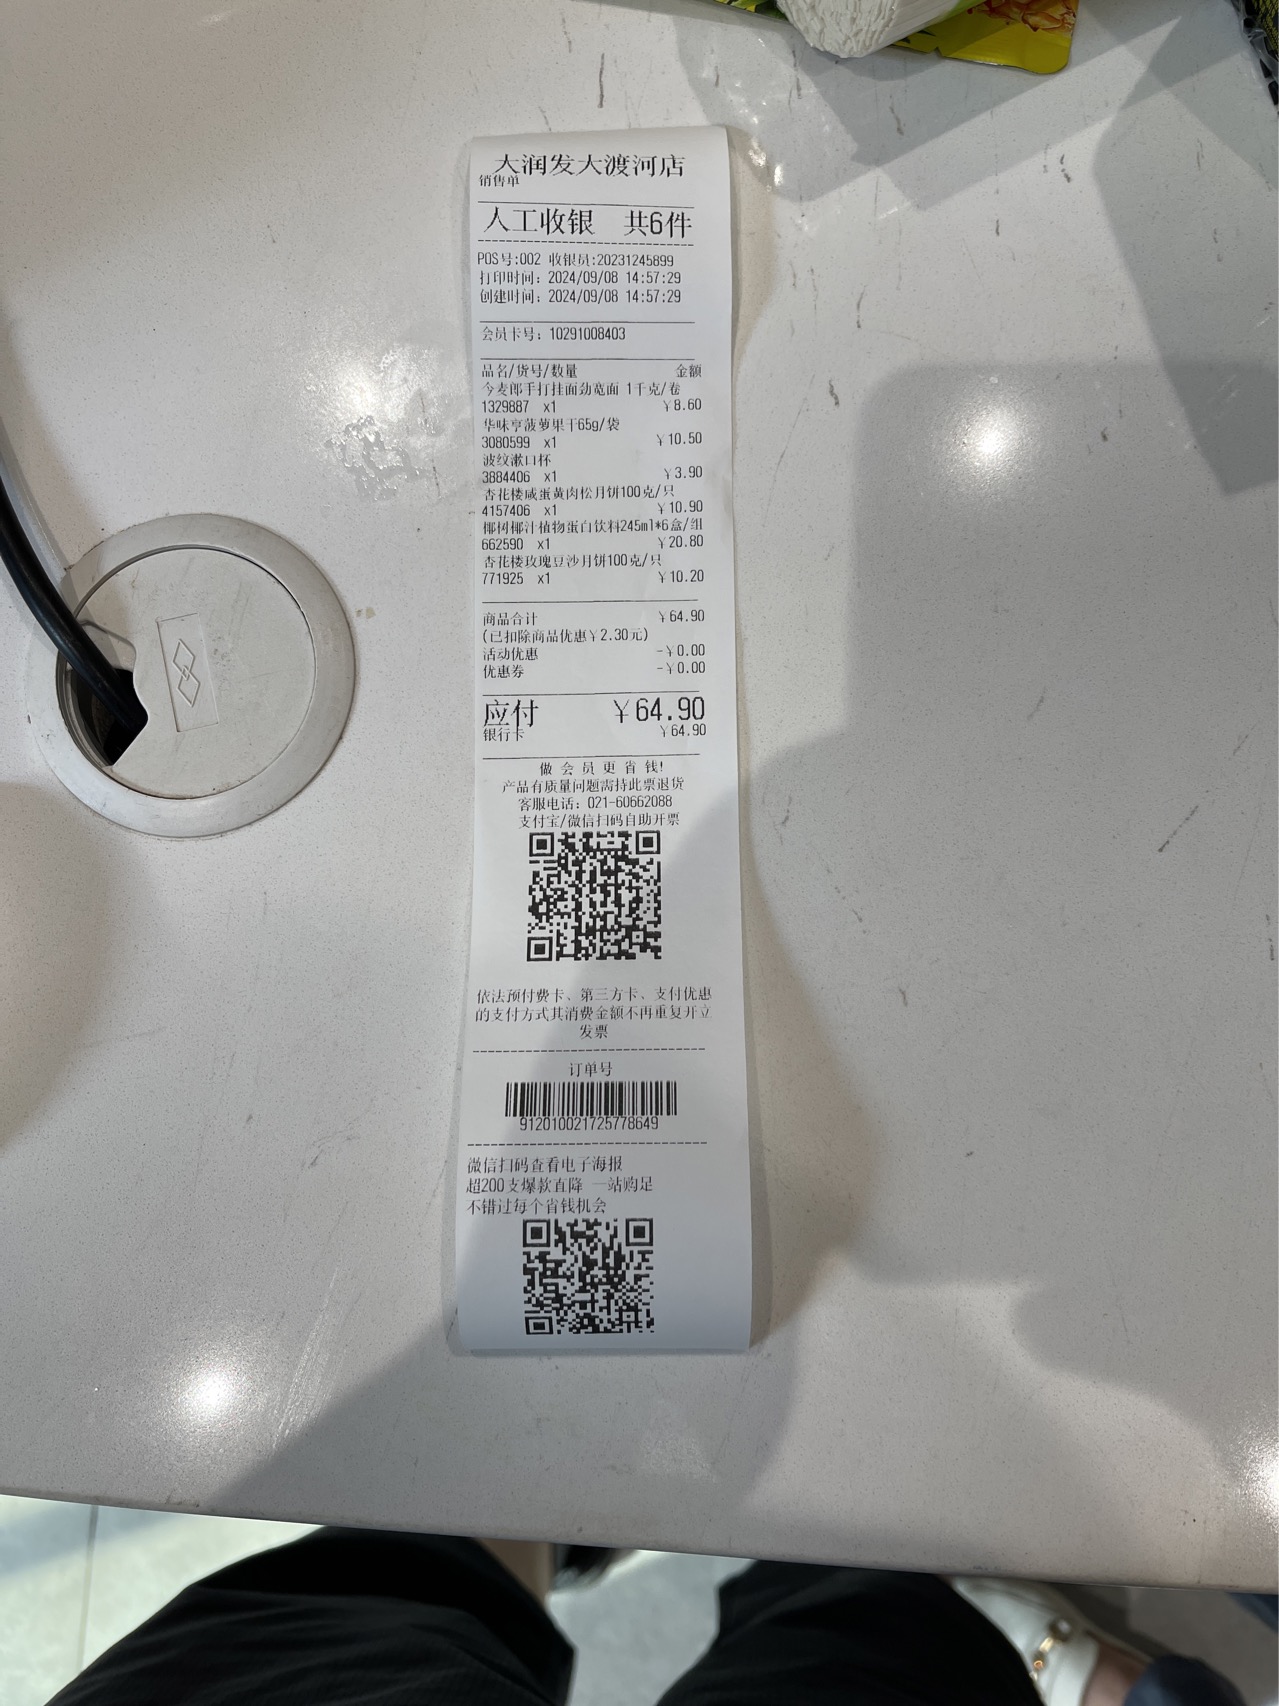 大润发大渡河店
销售单
人工收银 共6件
POS号:002 收银员:20231245899
打印时间: 2024/09/08 14:57:29
创建时间: 2024/09/08 14:57:29
会员卡号: 10291008403
品名/货号/数量 金额
今麦郎手打挂面劲宽面 1千克/卷
1329887 x1 ￥8.60
华味亨菠萝果干65g/袋
3080599 x1 ￥10.50
波纹漱口杯
3884406 x1 ￥3.90
杏花楼咸蛋黄肉松月饼100克/只
4157406 x1 ￥10.90
椰树椰汁植物蛋白饮料245ml*6盒/组
662590 x1 ￥20.80
杏花楼玫瑰豆沙月饼100克/只
771925 x1 ￥10.20
商品合计 ￥64.90
(已扣除商品优惠￥2.30元)
活动优惠 -￥0.00
优惠券 -￥0.00
应付 ￥64.90
银行卡 ￥64.90
做会员更省钱!
产品有质量问题需持此票退货
客服电话: 021-60662088
支付宝/微信扫码自助开票
依法预付费卡、第三方卡、支付优惠
的支付方式其消费金额不再重复开立
发票
订单号
912010021725778649
微信扫码查看电子海报
超200支爆款直降 一站购足
不错过每个省钱机会